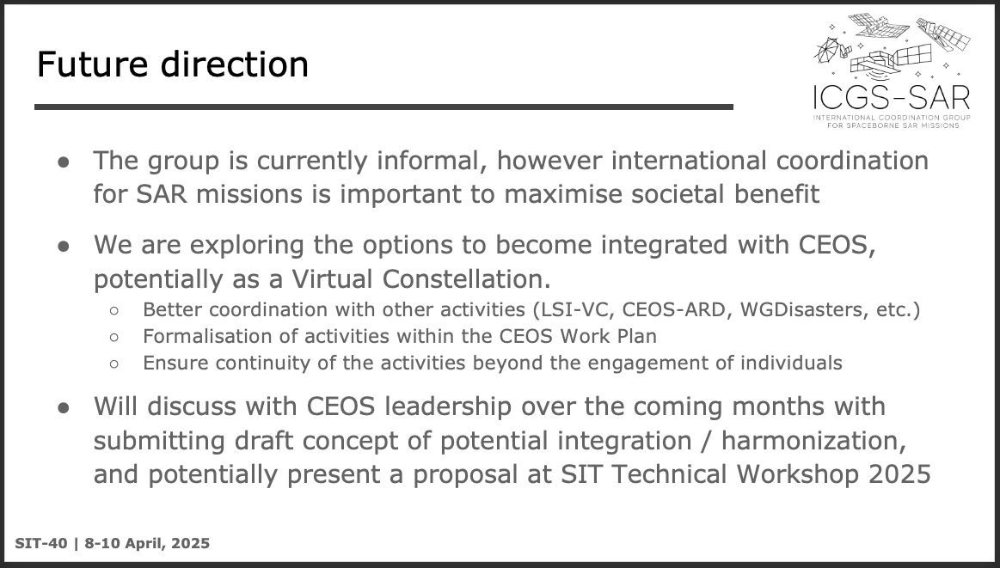 Future direction
ICGS-SAR
INTERNATIONAL COORDINATION GROUP
FOR SPACEBORNE SAR MISSIONS
● The group is currently informal, however international coordination
for SAR missions is important to maximise societal benefit
● We are exploring the options to become integrated with CEOS,
potentially as a Virtual Constellation.
○ Better coordination with other activities (LSI-VC, CEOS-ARD, WGDisasters, etc.)
○ Formalisation of activities within the CEOS Work Plan
○ Ensure continuity of the activities beyond the engagement of individuals
● Will discuss with CEOS leadership over the coming months with
submitting draft concept of potential integration / harmonization,
and potentially present a proposal at SIT Technical Workshop 2025
SIT-40 | 8-10 April, 2025